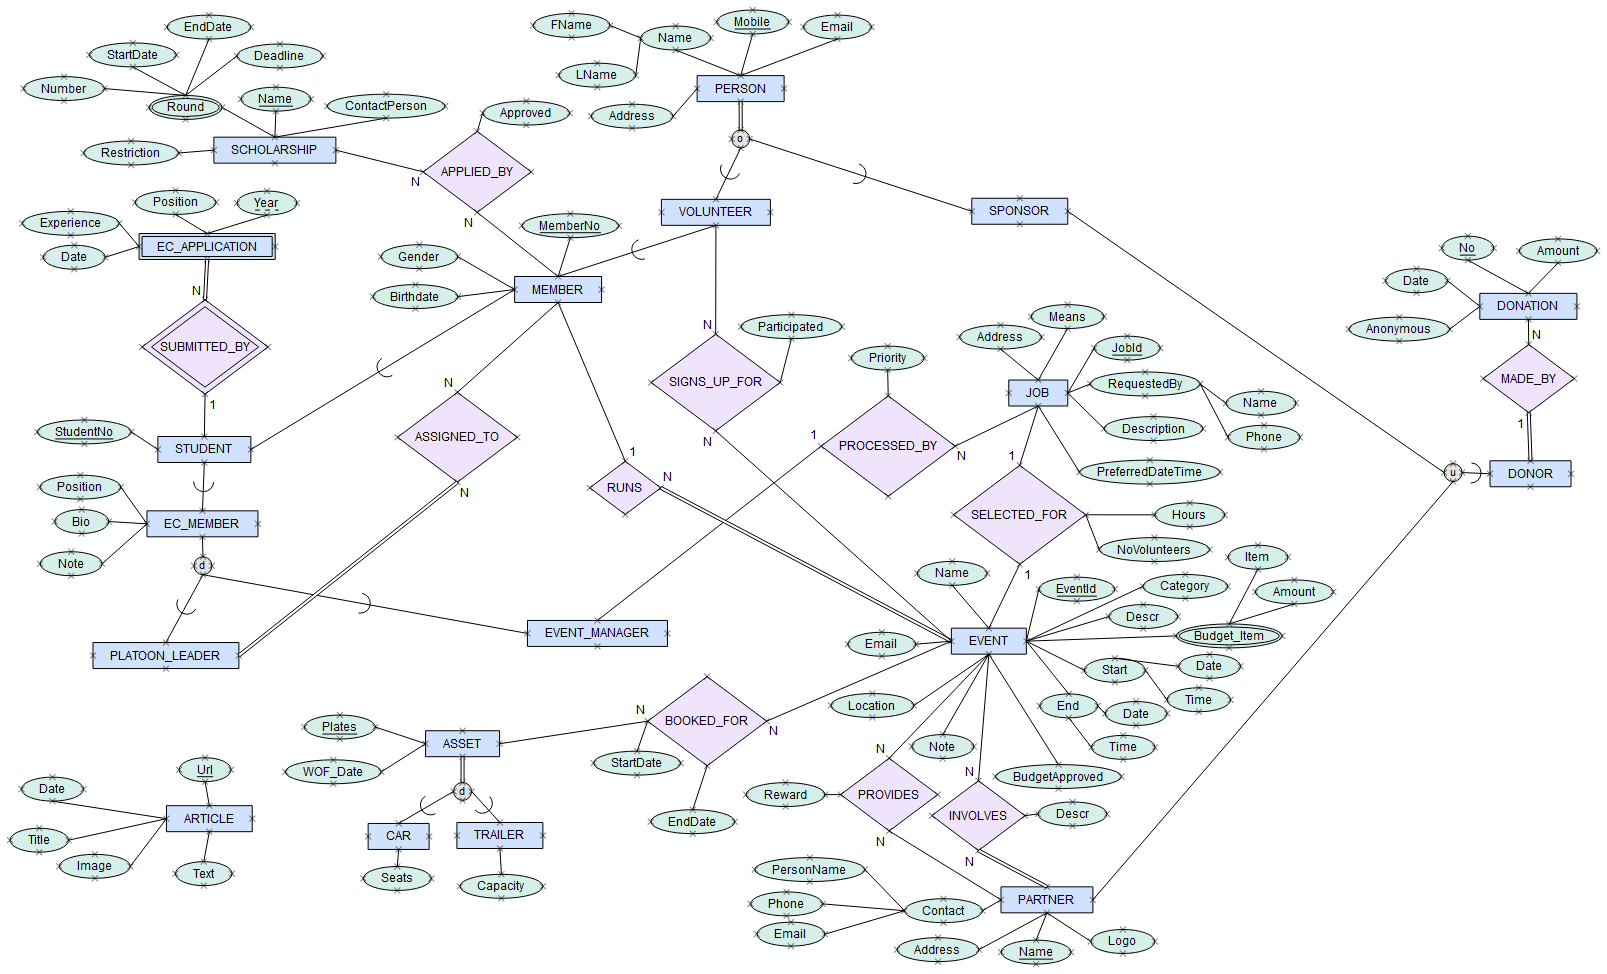 EndDate
StartDate
Deadline
Number
Round
Name
ContactPerson
Restriction
SCHOLARSHIP
Approved
APPLIED_BY
N
N
FName
Name
Mobile
Email
LName
PERSON
Address
o
VOLUNTEER
SPONSOR
Position
Year
Experience
EC_APPLICATION
Date
N
SUBMITTED_BY
1
MemberNo
Gender
MEMBER
Birthdate
StudentNo
STUDENT
Position
Bio
EC_MEMBER
Note
d
PLATOON_LEADER
EVENT_MANAGER
N
ASSIGNED_TO
N
1
RUNS
N
N
SIGNS_UP_FOR
N
Participated
Priority
1
PROCESSED_BY
N
Means
Address
JobId
JOB
RequestedBy
Name
Description
Phone
PreferredDateTime
1
SELECTED_FOR
Hours
NoVolunteers
1
No
Amount
Date
DONATION
Anonymous
N
MADE_BY
1
u
DONOR
Name
EventId
Category
Item
Amount
Descr
Budget_Item
Email
EVENT
Start
Date
Time
End
Date
Time
Location
Note
BudgetApproved
N
BOOKED_FOR
N
StartDate
EndDate
Plates
ASSET
WOF_Date
d
CAR
TRAILER
Seats
Capacity
Url
Date
ARTICLE
Title
Image
Text
N
Reward
PROVIDES
N
N
INVOLVES
Descr
N
PersonName
Phone
Contact
Email
PARTNER
Address
Name
Logo